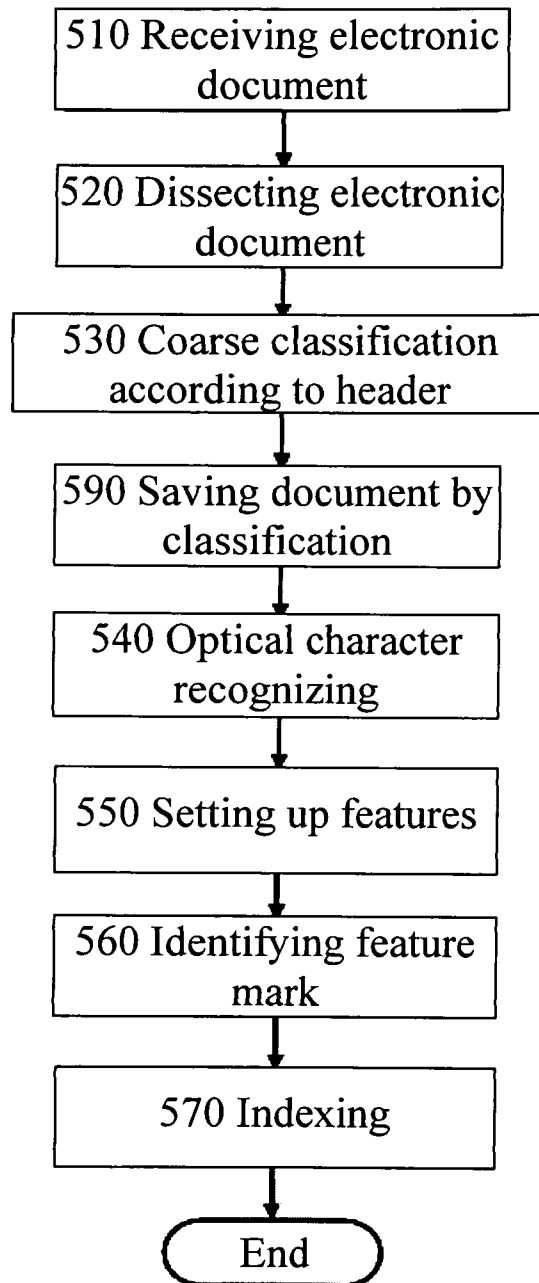 510 Receiving electronic
document
520 Dissecting electronic
document
530 Coarse classification
according to header
590 Saving document by
classification
540 Optical character
recognizing
550 Setting up features
560 Identifying feature
mark
570 Indexing
End